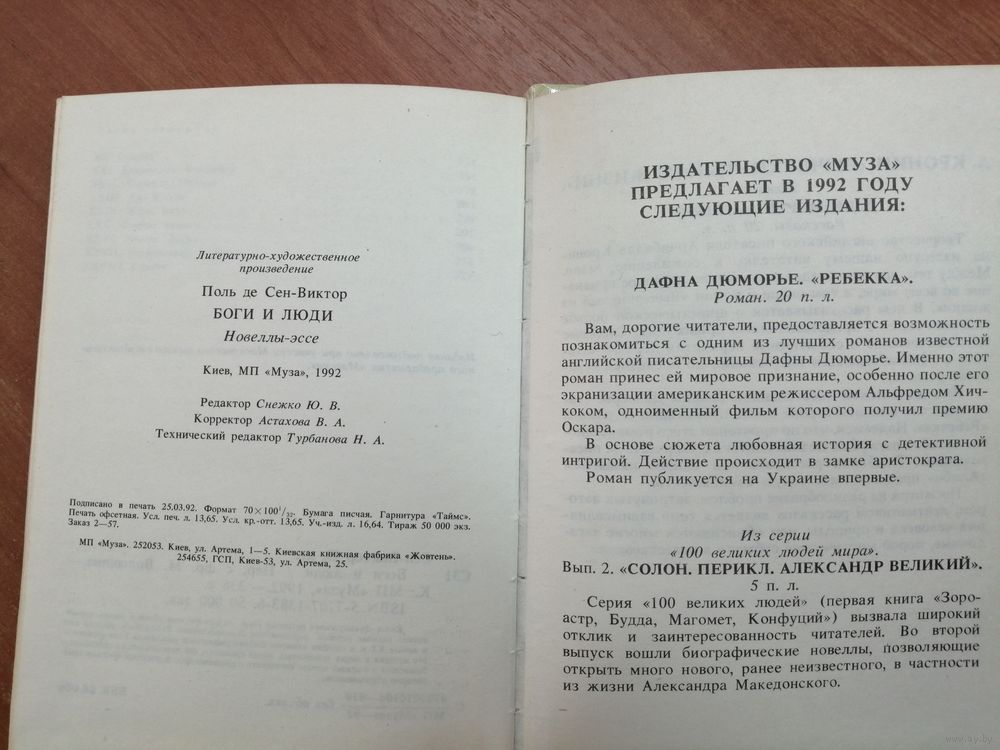 Литературно-художественное
произведение
Поль де Сен-Виктор
БОГИ И ЛЮДИ
Новеллы-эссе
Киев, МП «Муза», 1992
Редактор Снежко Ю. В.
Корректор Астахова В. А.
Технический редактор Турбанова Н. А.
Подписано в печать 25.03.92. Формат 70×100¹/₃₂. Бумага писчая. Гарнитура «Таймс».
Печать офсетная. Усл. печ. л. 13,65. Усл. кр.-отт. 13,65. Уч.-изд. л. 16,64. Тираж 50 000 экз.
Заказ 2—57.
МП «Муза». 252053. Киев, ул. Артема, 1—5. Киевская книжная фабрика «Жовтень».
254655, ГСП, Киев-53, ул. Артема, 25.
ИЗДАТЕЛЬСТВО «МУЗА»
ПРЕДЛАГАЕТ В 1992 ГОДУ
СЛЕДУЮЩИЕ ИЗДАНИЯ:
ДАФНА ДЮМОРЬЕ. «РЕБЕККА».
Роман. 20 п. л.
Вам, дорогие читатели, предоставляется возможность
познакомиться с одним из лучших романов известной
английской писательницы Дафны Дюморье. Именно этот
роман принес ей мировое признание, особенно после его
экранизации американским режиссером Альфредом Хич-
коком, одноименный фильм которого получил премию
Оскара.
В основе сюжета любовная история с детективной
интригой. Действие происходит в замке аристократа.
Роман публикуется на Украине впервые.
Из серии
«100 великих людей мира».
Вып. 2. «СОЛОН. ПЕРИКЛ. АЛЕКСАНДР ВЕЛИКИЙ».
5 п. л.
Серия «100 великих людей» (первая книга «Зоро-
астр, Будда, Магомет, Конфуций») вызвала широкий
отклик и заинтересованность читателей. Во второй
выпуск вошли биографические новеллы, позволяющие
открыть много нового, ранее неизвестного, в частности
из жизни Александра Македонского.
www.ay.by